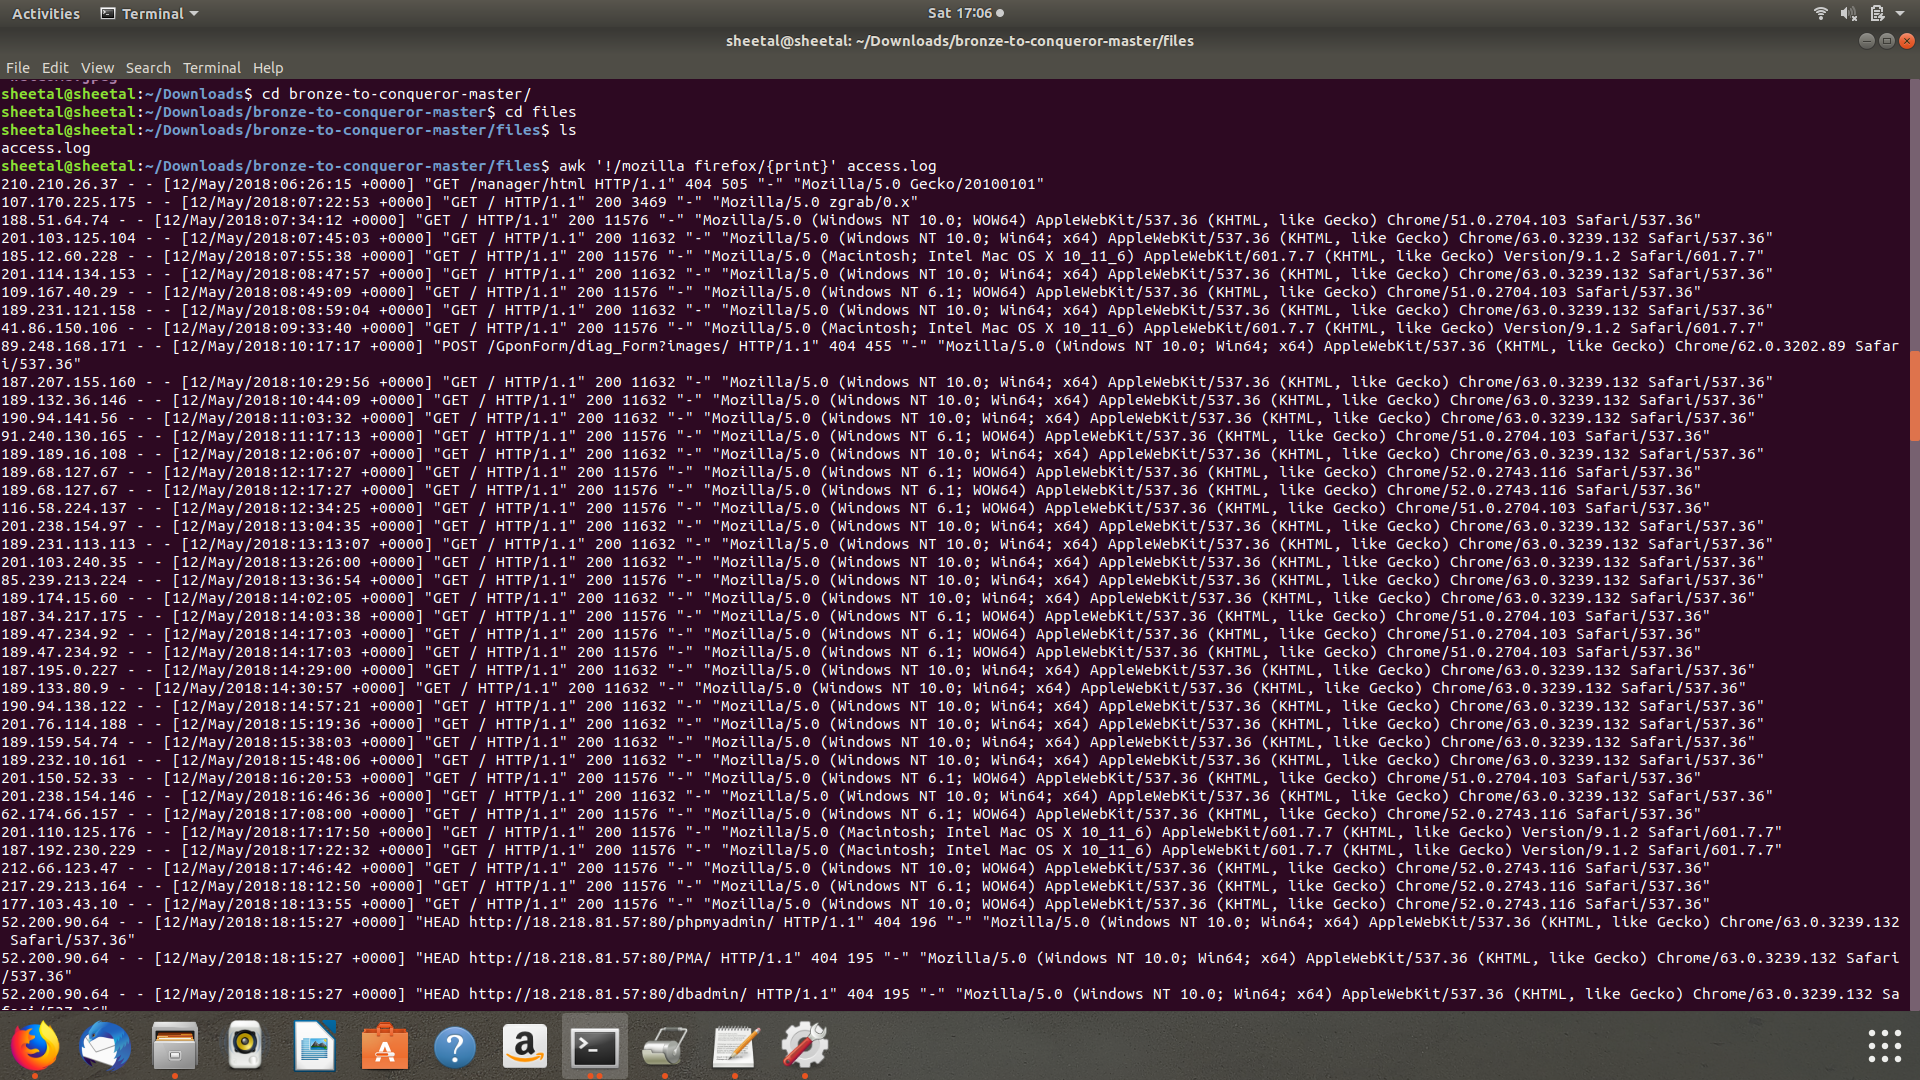 Activities Terminal Sat 17:06
sheetal@sheetal: ~/Downloads/bronze-to-conqueror-master/files
File Edit View Search Terminal Help
sheetal@sheetal:~/Downloads$ cd bronze-to-conqueror-master/
sheetal@sheetal:~/Downloads/bronze-to-conqueror-master$ cd files
sheetal@sheetal:~/Downloads/bronze-to-conqueror-master/files$ ls
access.log
sheetal@sheetal:~/Downloads/bronze-to-conqueror-master/files$ awk '!/mozilla firefox/{print}' access.log
210.210.26.37 - - [12/May/2018:06:26:15 +0000] "GET /manager/html HTTP/1.1" 404 505 "-" "Mozilla/5.0 Gecko/20100101"
107.170.225.175 - - [12/May/2018:07:22:53 +0000] "GET / HTTP/1.1" 200 3469 "-" "Mozilla/5.0 zgrab/0.x"
188.51.64.74 - - [12/May/2018:07:34:12 +0000] "GET / HTTP/1.1" 200 11576 "-" "Mozilla/5.0 (Windows NT 10.0; WOW64) AppleWebKit/537.36 (KHTML, like Gecko) Chrome/51.0.2704.103 Safari/537.36"
201.103.125.104 - - [12/May/2018:07:45:03 +0000] "GET / HTTP/1.1" 200 11632 "-" "Mozilla/5.0 (Windows NT 10.0; Win64; x64) AppleWebKit/537.36 (KHTML, like Gecko) Chrome/63.0.3239.132 Safari/537.36"
185.12.60.228 - - [12/May/2018:07:55:38 +0000] "GET / HTTP/1.1" 200 11576 "-" "Mozilla/5.0 (Macintosh; Intel Mac OS X 10_11_6) AppleWebKit/601.7.7 (KHTML, like Gecko) Version/9.1.2 Safari/601.7.7"
201.114.134.153 - - [12/May/2018:08:47:57 +0000] "GET / HTTP/1.1" 200 11632 "-" "Mozilla/5.0 (Windows NT 10.0; Win64; x64) AppleWebKit/537.36 (KHTML, like Gecko) Chrome/63.0.3239.132 Safari/537.36"
109.167.40.29 - - [12/May/2018:08:49:09 +0000] "GET / HTTP/1.1" 200 11576 "-" "Mozilla/5.0 (Windows NT 6.1; WOW64) AppleWebKit/537.36 (KHTML, like Gecko) Chrome/51.0.2704.103 Safari/537.36"
189.231.121.158 - - [12/May/2018:08:59:04 +0000] "GET / HTTP/1.1" 200 11632 "-" "Mozilla/5.0 (Windows NT 10.0; Win64; x64) AppleWebKit/537.36 (KHTML, like Gecko) Chrome/63.0.3239.132 Safari/537.36"
41.86.150.106 - - [12/May/2018:09:33:40 +0000] "GET / HTTP/1.1" 200 11576 "-" "Mozilla/5.0 (Macintosh; Intel Mac OS X 10_11_6) AppleWebKit/601.7.7 (KHTML, like Gecko) Version/9.1.2 Safari/601.7.7"
89.248.168.171 - - [12/May/2018:10:17:17 +0000] "POST /GponForm/diag_Form?images/ HTTP/1.1" 404 455 "-" "Mozilla/5.0 (Windows NT 10.0; Win64; x64) AppleWebKit/537.36 (KHTML, like Gecko) Chrome/62.0.3202.89 Safar
i/537.36"
187.207.155.160 - - [12/May/2018:10:29:56 +0000] "GET / HTTP/1.1" 200 11632 "-" "Mozilla/5.0 (Windows NT 10.0; Win64; x64) AppleWebKit/537.36 (KHTML, like Gecko) Chrome/63.0.3239.132 Safari/537.36"
189.132.36.146 - - [12/May/2018:10:44:09 +0000] "GET / HTTP/1.1" 200 11632 "-" "Mozilla/5.0 (Windows NT 10.0; Win64; x64) AppleWebKit/537.36 (KHTML, like Gecko) Chrome/63.0.3239.132 Safari/537.36"
190.94.141.56 - - [12/May/2018:11:03:32 +0000] "GET / HTTP/1.1" 200 11632 "-" "Mozilla/5.0 (Windows NT 10.0; Win64; x64) AppleWebKit/537.36 (KHTML, like Gecko) Chrome/63.0.3239.132 Safari/537.36"
91.240.130.165 - - [12/May/2018:11:17:13 +0000] "GET / HTTP/1.1" 200 11576 "-" "Mozilla/5.0 (Windows NT 6.1; WOW64) AppleWebKit/537.36 (KHTML, like Gecko) Chrome/51.0.2704.103 Safari/537.36"
189.189.16.108 - - [12/May/2018:12:06:07 +0000] "GET / HTTP/1.1" 200 11632 "-" "Mozilla/5.0 (Windows NT 10.0; Win64; x64) AppleWebKit/537.36 (KHTML, like Gecko) Chrome/63.0.3239.132 Safari/537.36"
189.68.127.67 - - [12/May/2018:12:17:27 +0000] "GET / HTTP/1.1" 200 11576 "-" "Mozilla/5.0 (Windows NT 6.1; WOW64) AppleWebKit/537.36 (KHTML, like Gecko) Chrome/52.0.2743.116 Safari/537.36"
189.68.127.67 - - [12/May/2018:12:17:27 +0000] "GET / HTTP/1.1" 200 11576 "-" "Mozilla/5.0 (Windows NT 6.1; WOW64) AppleWebKit/537.36 (KHTML, like Gecko) Chrome/52.0.2743.116 Safari/537.36"
116.58.224.137 - - [12/May/2018:12:34:25 +0000] "GET / HTTP/1.1" 200 11576 "-" "Mozilla/5.0 (Windows NT 6.1; WOW64) AppleWebKit/537.36 (KHTML, like Gecko) Chrome/51.0.2704.103 Safari/537.36"
201.238.154.97 - - [12/May/2018:13:04:35 +0000] "GET / HTTP/1.1" 200 11632 "-" "Mozilla/5.0 (Windows NT 10.0; Win64; x64) AppleWebKit/537.36 (KHTML, like Gecko) Chrome/63.0.3239.132 Safari/537.36"
189.231.113.113 - - [12/May/2018:13:13:07 +0000] "GET / HTTP/1.1" 200 11632 "-" "Mozilla/5.0 (Windows NT 10.0; Win64; x64) AppleWebKit/537.36 (KHTML, like Gecko) Chrome/63.0.3239.132 Safari/537.36"
201.103.240.35 - - [12/May/2018:13:26:00 +0000] "GET / HTTP/1.1" 200 11632 "-" "Mozilla/5.0 (Windows NT 10.0; Win64; x64) AppleWebKit/537.36 (KHTML, like Gecko) Chrome/63.0.3239.132 Safari/537.36"
85.239.213.224 - - [12/May/2018:13:36:54 +0000] "GET / HTTP/1.1" 200 11576 "-" "Mozilla/5.0 (Windows NT 10.0; Win64; x64) AppleWebKit/537.36 (KHTML, like Gecko) Chrome/63.0.3239.132 Safari/537.36"
189.174.15.60 - - [12/May/2018:14:02:05 +0000] "GET / HTTP/1.1" 200 11632 "-" "Mozilla/5.0 (Windows NT 10.0; Win64; x64) AppleWebKit/537.36 (KHTML, like Gecko) Chrome/63.0.3239.132 Safari/537.36"
187.34.217.175 - - [12/May/2018:14:03:38 +0000] "GET / HTTP/1.1" 200 11576 "-" "Mozilla/5.0 (Windows NT 6.1; WOW64) AppleWebKit/537.36 (KHTML, like Gecko) Chrome/51.0.2704.103 Safari/537.36"
189.47.234.92 - - [12/May/2018:14:17:03 +0000] "GET / HTTP/1.1" 200 11576 "-" "Mozilla/5.0 (Windows NT 6.1; WOW64) AppleWebKit/537.36 (KHTML, like Gecko) Chrome/51.0.2704.103 Safari/537.36"
189.47.234.92 - - [12/May/2018:14:17:03 +0000] "GET / HTTP/1.1" 200 11576 "-" "Mozilla/5.0 (Windows NT 6.1; WOW64) AppleWebKit/537.36 (KHTML, like Gecko) Chrome/51.0.2704.103 Safari/537.36"
187.195.0.227 - - [12/May/2018:14:29:00 +0000] "GET / HTTP/1.1" 200 11632 "-" "Mozilla/5.0 (Windows NT 10.0; Win64; x64) AppleWebKit/537.36 (KHTML, like Gecko) Chrome/63.0.3239.132 Safari/537.36"
189.133.80.9 - - [12/May/2018:14:30:57 +0000] "GET / HTTP/1.1" 200 11632 "-" "Mozilla/5.0 (Windows NT 10.0; Win64; x64) AppleWebKit/537.36 (KHTML, like Gecko) Chrome/63.0.3239.132 Safari/537.36"
190.94.138.122 - - [12/May/2018:14:57:21 +0000] "GET / HTTP/1.1" 200 11632 "-" "Mozilla/5.0 (Windows NT 10.0; Win64; x64) AppleWebKit/537.36 (KHTML, like Gecko) Chrome/63.0.3239.132 Safari/537.36"
201.76.114.188 - - [12/May/2018:15:19:36 +0000] "GET / HTTP/1.1" 200 11632 "-" "Mozilla/5.0 (Windows NT 10.0; Win64; x64) AppleWebKit/537.36 (KHTML, like Gecko) Chrome/63.0.3239.132 Safari/537.36"
189.159.54.74 - - [12/May/2018:15:38:03 +0000] "GET / HTTP/1.1" 200 11632 "-" "Mozilla/5.0 (Windows NT 10.0; Win64; x64) AppleWebKit/537.36 (KHTML, like Gecko) Chrome/63.0.3239.132 Safari/537.36"
189.232.10.161 - - [12/May/2018:15:48:06 +0000] "GET / HTTP/1.1" 200 11632 "-" "Mozilla/5.0 (Windows NT 10.0; Win64; x64) AppleWebKit/537.36 (KHTML, like Gecko) Chrome/63.0.3239.132 Safari/537.36"
201.150.52.33 - - [12/May/2018:16:20:53 +0000] "GET / HTTP/1.1" 200 11576 "-" "Mozilla/5.0 (Windows NT 6.1; WOW64) AppleWebKit/537.36 (KHTML, like Gecko) Chrome/51.0.2704.103 Safari/537.36"
201.238.154.146 - - [12/May/2018:16:46:36 +0000] "GET / HTTP/1.1" 200 11632 "-" "Mozilla/5.0 (Windows NT 10.0; Win64; x64) AppleWebKit/537.36 (KHTML, like Gecko) Chrome/63.0.3239.132 Safari/537.36"
62.174.66.157 - - [12/May/2018:17:08:00 +0000] "GET / HTTP/1.1" 200 11576 "-" "Mozilla/5.0 (Windows NT 10.0; WOW64) AppleWebKit/537.36 (KHTML, like Gecko) Chrome/52.0.2743.116 Safari/537.36"
201.110.125.176 - - [12/May/2018:17:17:50 +0000] "GET / HTTP/1.1" 200 11576 "-" "Mozilla/5.0 (Macintosh; Intel Mac OS X 10_11_6) AppleWebKit/601.7.7 (KHTML, like Gecko) Version/9.1.2 Safari/601.7.7"
187.192.230.229 - - [12/May/2018:17:22:32 +0000] "GET / HTTP/1.1" 200 11576 "-" "Mozilla/5.0 (Macintosh; Intel Mac OS X 10_11_6) AppleWebKit/601.7.7 (KHTML, like Gecko) Version/9.1.2 Safari/601.7.7"
212.66.123.47 - - [12/May/2018:17:46:42 +0000] "GET / HTTP/1.1" 200 11576 "-" "Mozilla/5.0 (Windows NT 10.0; WOW64) AppleWebKit/537.36 (KHTML, like Gecko) Chrome/52.0.2743.116 Safari/537.36"
217.29.213.164 - - [12/May/2018:18:12:50 +0000] "GET / HTTP/1.1" 200 11576 "-" "Mozilla/5.0 (Windows NT 6.1; WOW64) AppleWebKit/537.36 (KHTML, like Gecko) Chrome/52.0.2743.116 Safari/537.36"
177.103.43.10 - - [12/May/2018:18:13:55 +0000] "GET / HTTP/1.1" 200 11576 "-" "Mozilla/5.0 (Windows NT 10.0; WOW64) AppleWebKit/537.36 (KHTML, like Gecko) Chrome/52.0.2743.116 Safari/537.36"
52.200.90.64 - - [12/May/2018:18:15:27 +0000] "HEAD http://18.218.81.57:80/phpmyadmin/ HTTP/1.1" 404 196 "-" "Mozilla/5.0 (Windows NT 10.0; Win64; x64) AppleWebKit/537.36 (KHTML, like Gecko) Chrome/63.0.3239.132
 Safari/537.36"
52.200.90.64 - - [12/May/2018:18:15:27 +0000] "HEAD http://18.218.81.57:80/PMA/ HTTP/1.1" 404 195 "-" "Mozilla/5.0 (Windows NT 10.0; Win64; x64) AppleWebKit/537.36 (KHTML, like Gecko) Chrome/63.0.3239.132 Safari
/537.36"
52.200.90.64 - - [12/May/2018:18:15:27 +0000] "HEAD http://18.218.81.57:80/dbadmin/ HTTP/1.1" 404 195 "-" "Mozilla/5.0 (Windows NT 10.0; Win64; x64) AppleWebKit/537.36 (KHTML, like Gecko) Chrome/63.0.3239.132 Sa